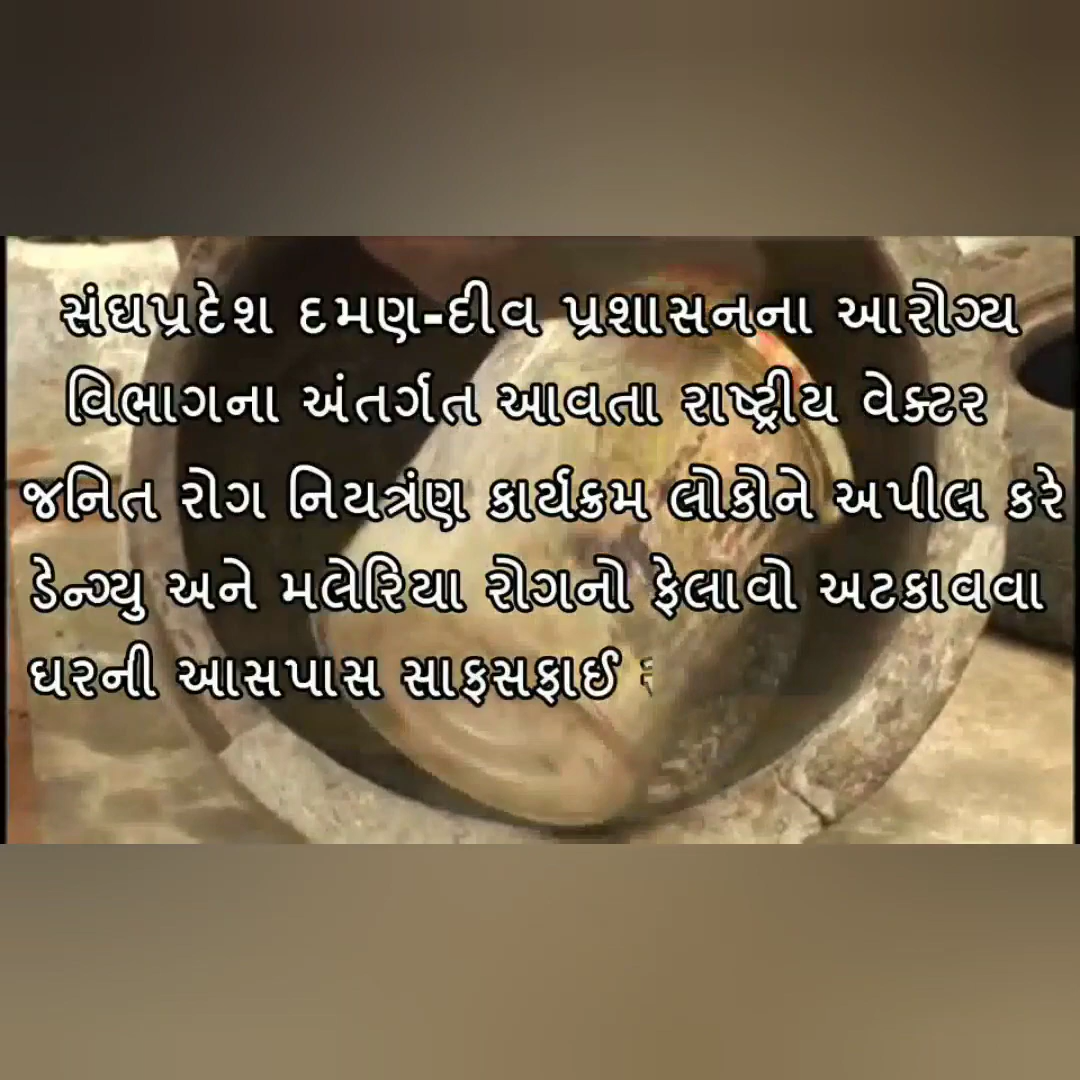 સંઘપ્રદેશ દમણ-દીવ પ્રશાસનના આરોગ્ય
વિભાગના અંતર્ગત આવતા રાષ્ટ્રીય વેક્ટર
જનિત રોગ નિયત્રંણ કાર્યક્રમ લોકોને અપીલ કરે
ડેન્ગ્યુ અને મલેરિયા રોગનો ફેલાવો અટકાવવા
ઘરની આસપાસ સાફસફાઈ